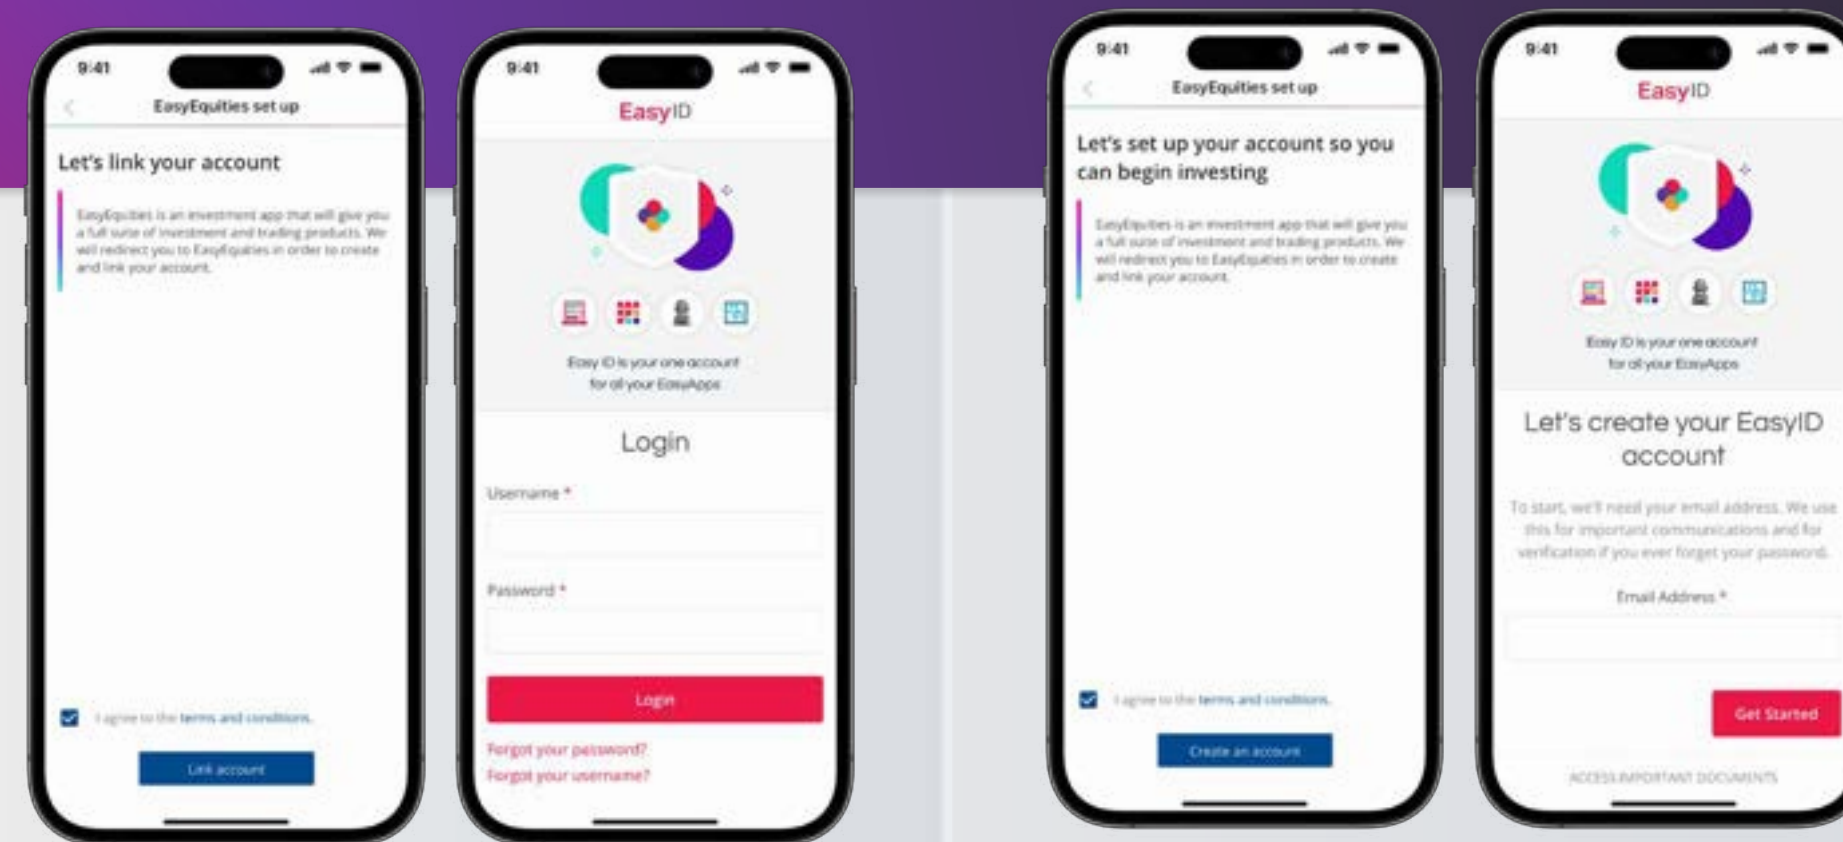 9:41
EasyEquities set up
Let's link your account
EasyEquities is an investment app that will give you
a full suite of investment and trading products. We
will redirect you to EasyEquities in order to create
and link your account.
I agree to the terms and conditions.
Link account
9:41
EasyID
Easy ID is your one account
for all your EasyApps
Login
Username *
Password *
Login
Forgot your password?
Forgot your username?
9:41
EasyEquities set up
Let's set up your account so you
can begin investing
EasyEquities is an investment app that will give you
a full suite of investment and trading products. We
will redirect you to EasyEquities in order to create
and link your account.
I agree to the terms and conditions.
Create an account
9:41
EasyID
Easy ID is your one account
for all your EasyApps
Let's create your EasyID
account
To start, we'll need your email address. We use
this for important communications and for
verification if you ever forget your password.
Email Address *
Get Started
ACCESS IMPORTANT DOCUMENTS